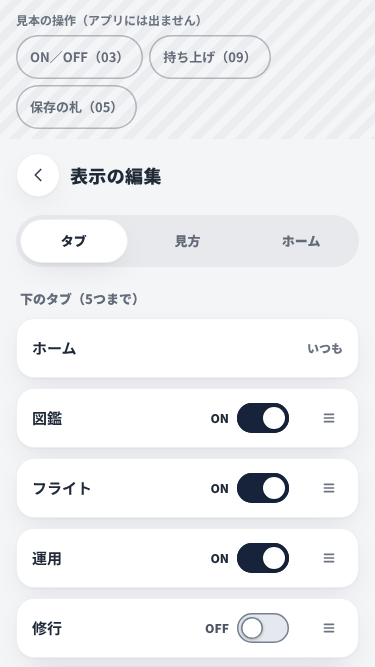 見本の操作（アプリには出ません）
ON／OFF（03）
持ち上げ（09）
保存の札（05）
表示の編集
タブ
見方
ホーム
下のタブ（5つまで）
ホーム
いつも
図鑑
ON
フライト
ON
運用
ON
修行
OFF